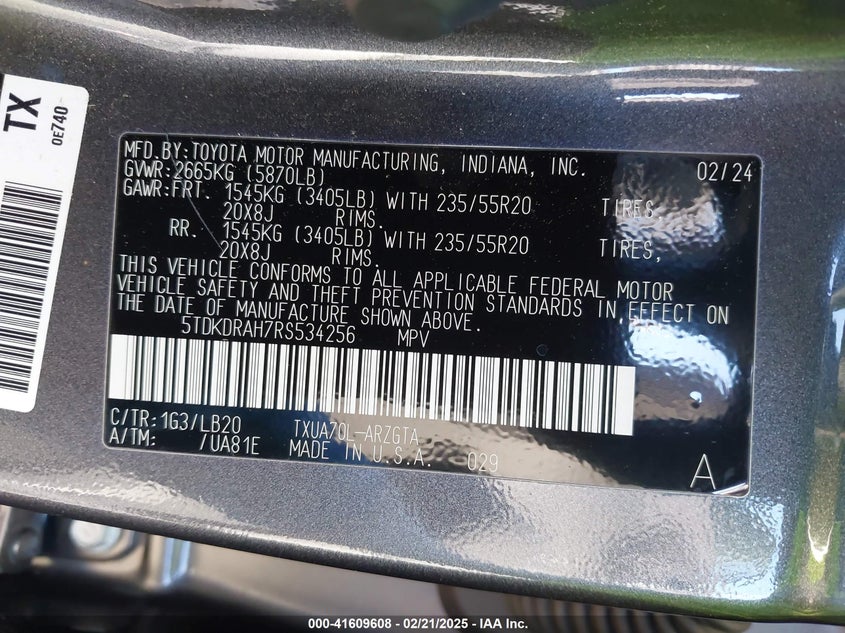 TX
0E740
MFD.BY:TOYOTA MOTOR MANUFACTURING, INDIANA, INC. 02/24
GVWR:2665KG (5870LB)
GAWR:FRT. 1545KG (3405LB) WITH 235/55R20 TIRES,
20X8J RIMS.
RR. 1545KG (3405LB) WITH 235/55R20 TIRES,
20X8J RIMS.
THIS VEHICLE CONFORMS TO ALL APPLICABLE FEDERAL MOTOR
VEHICLE SAFETY AND THEFT PREVENTION STANDARDS IN EFFECT ON
THE DATE OF MANUFACTURE SHOWN ABOVE.
5TDKDRAH7RS534256 MPV
C/TR:1G3/LB20 TXUA70L-ARZGTA
A/TM: /UA81E MADE IN U.S.A. 029
A
000-41609608 - 02/21/2025 - IAA Inc.